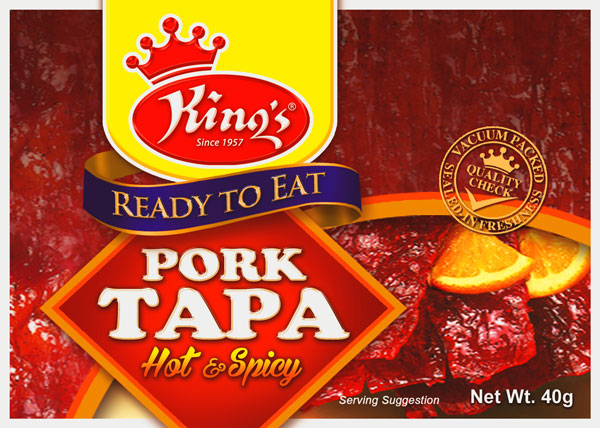 King's®
Since 1957
READY TO EAT
PORK
TAPA
Hot & Spicy
VACUUM PACKED
QUALITY
CHECK
SEALED IN FRESHNESS
Serving Suggestion
Net Wt. 40g